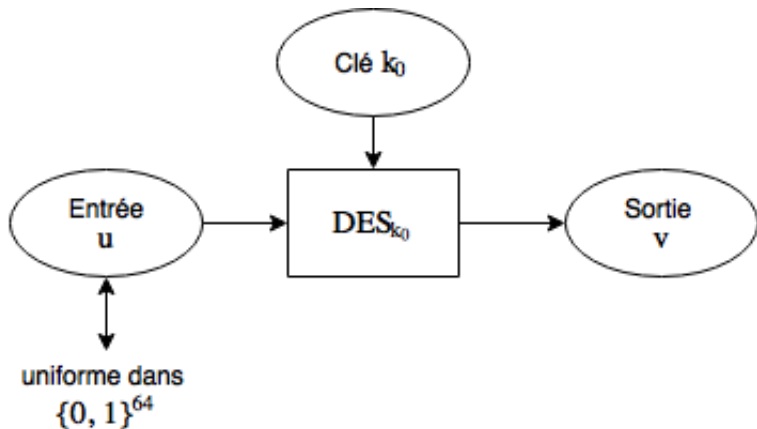 Clé k₀
Entrée
u
DESₖ₀
Sortie
v
uniforme dans
{0, 1}⁶⁴